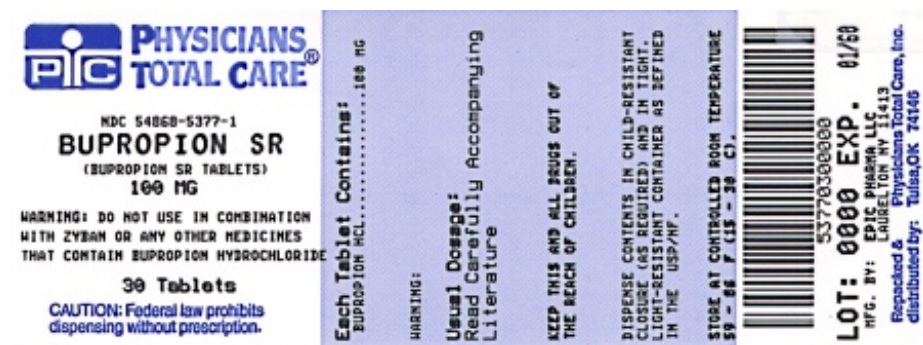 PTC PHYSICIANS
TOTAL CARE®
NDC 54868-5377-1
BUPROPION SR
(BUPROPION SR TABLETS)
100 MG
WARNING: DO NOT USE IN COMBINATION
WITH ZYBAN OR ANY OTHER MEDICINES
THAT CONTAIN BUPROPION HYDROCHLORIDE
30 Tablets
CAUTION: Federal law prohibits
dispensing without prescription.
Each Tablet Contains:
BUPROPION HCL............100 MG
WARNING:
Usual Dosage:
Read Carefully Accompanying
Literature
KEEP THIS AND ALL DRUGS OUT OF
THE REACH OF CHILDREN.
DISPENSE CONTENTS IN CHILD-RESISTANT
CLOSURE (AS REQUIRED) AND IN TIGHT,
LIGHT-RESISTANT CONTAINER AS DEFINED
IN THE USP/NF.
STORE AT CONTROLLED ROOM TEMPERATURE
59 - 86 F (15 - 30 C).
5377030000000
LOT: 0000 EXP. 01/60
MFG. BY: EPIC PHARMA LLC
LAURELTON NY 11413
Repacked & Physicians Total Care, Inc.
distributed by: Tulsa, OK 74146